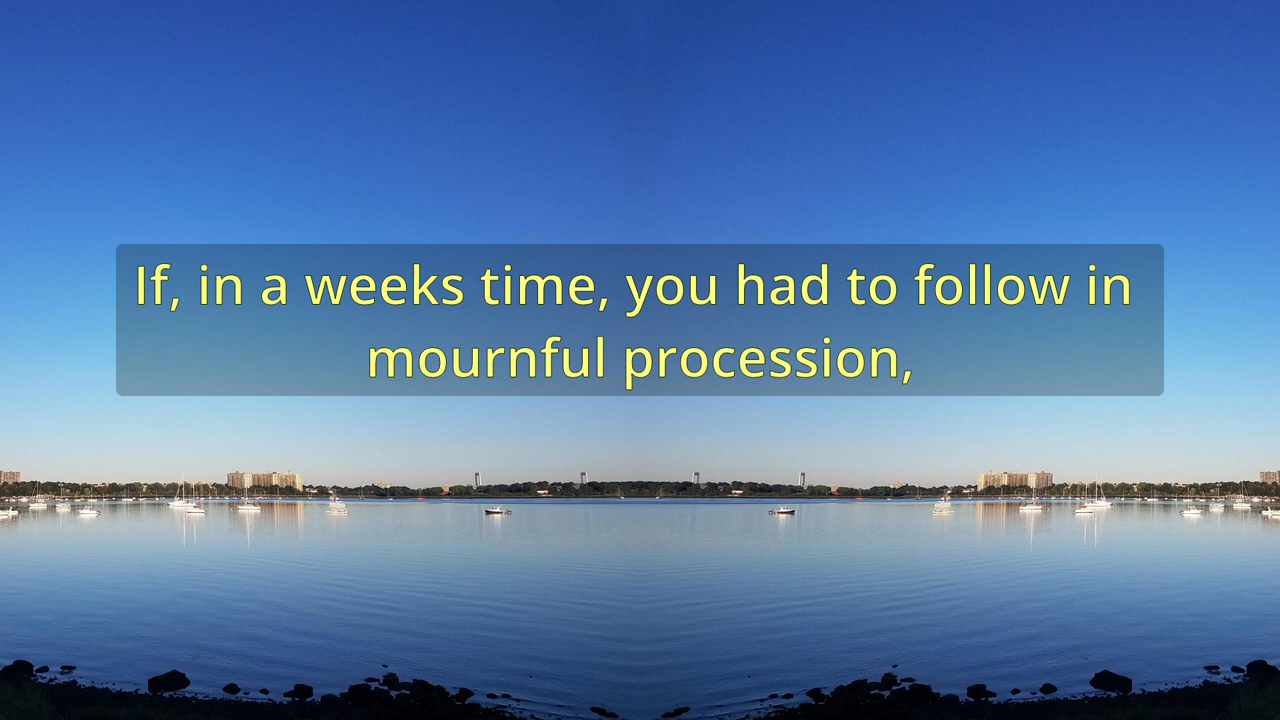 If, in a weeks time, you had to follow in
mournful procession,